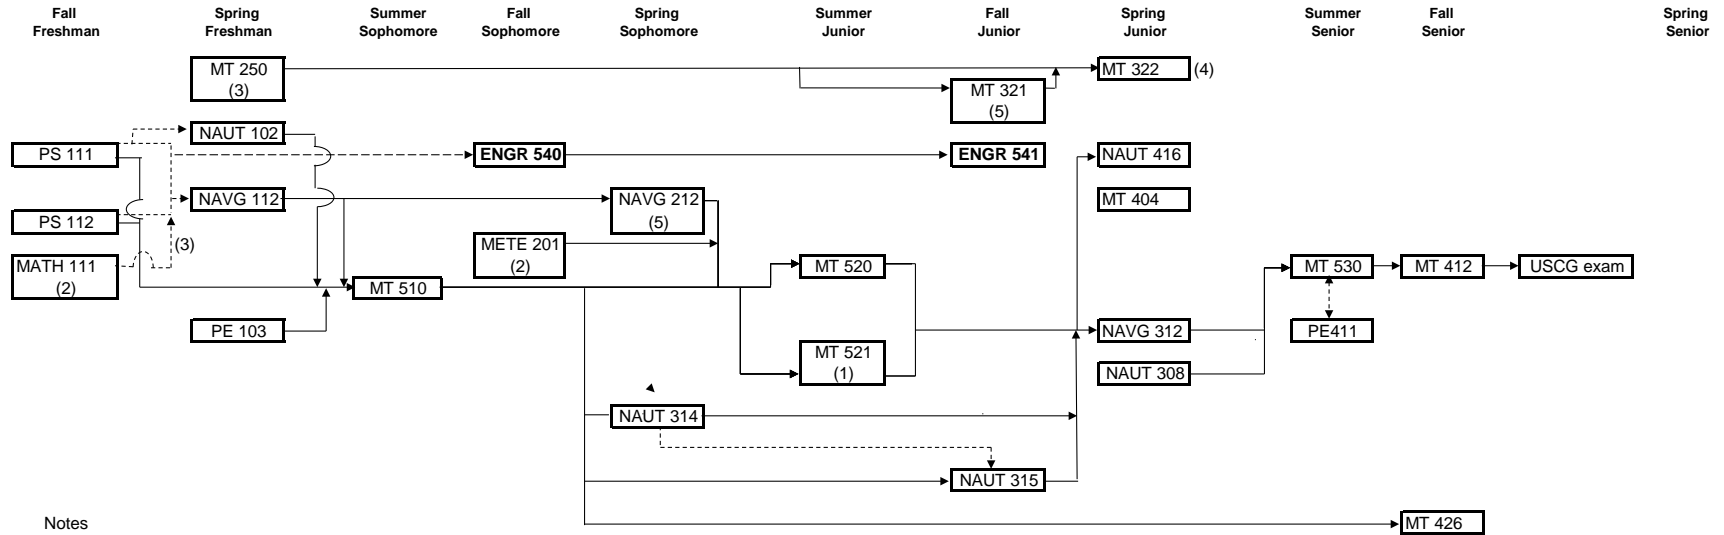 Fall Freshman
Spring Freshman
Summer Sophomore
Fall Sophomore
Spring Sophomore
Summer Junior
Fall Junior
Spring Junior
Summer Senior
Fall Senior
Spring Senior
MT 250
(3)
MT 322 (4)
MT 321
(5)
NAUT 102
PS 111
ENGR 540
ENGR 541
NAUT 416
NAVG 112
NAVG 212
(5)
MT 404
PS 112
(3)
METE 201
(2)
MATH 111
(2)
MT 510
MT 520
MT 530
MT 412
USCG exam
PE 103
MT 521
(1)
NAVG 312
PE411
NAUT 308
NAUT 314
NAUT 315
Notes
MT 426